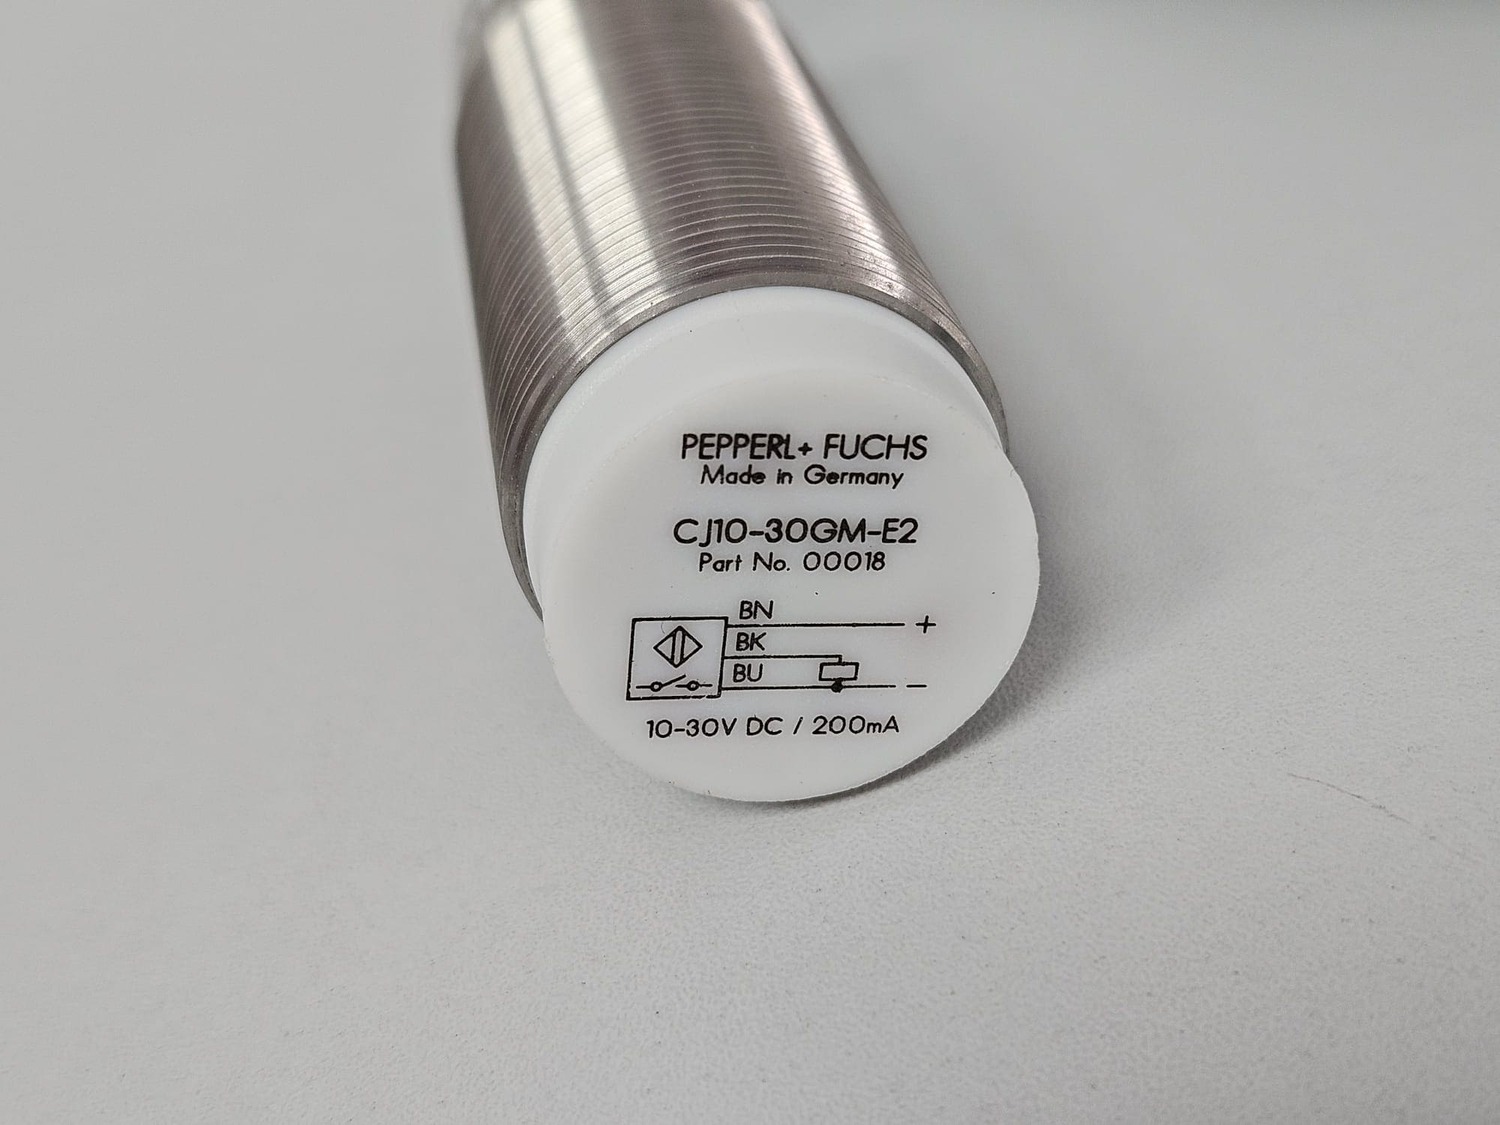 PEPPERL+ FUCHS
Made in Germany
CJ10-30GM-E2
Part No. 00018
BN
+
BK
BU
−
10-30V DC / 200mA